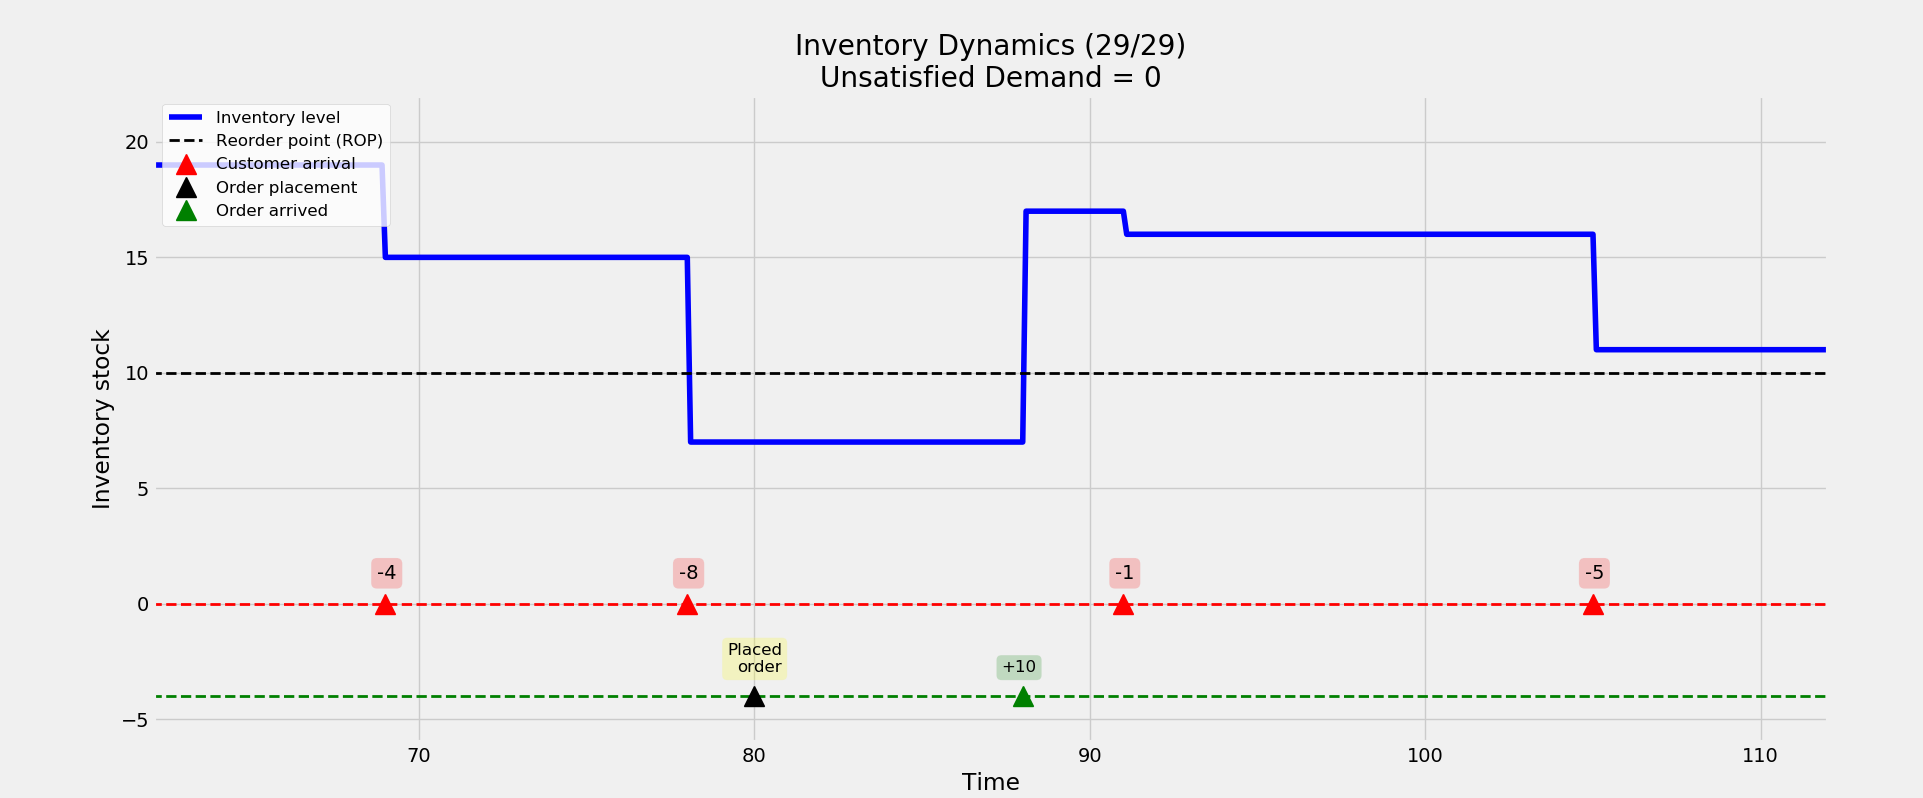 Inventory Dynamics (29/29)
Unsatisfied Demand = 0
Inventory level
Reorder point (ROP)
Customer arrival
Order placement
Order arrived
Inventory stock
20
15
10
5
0
−5
-4
-8
-1
-5
Placed
order
+10
70
80
90
100
110
Time